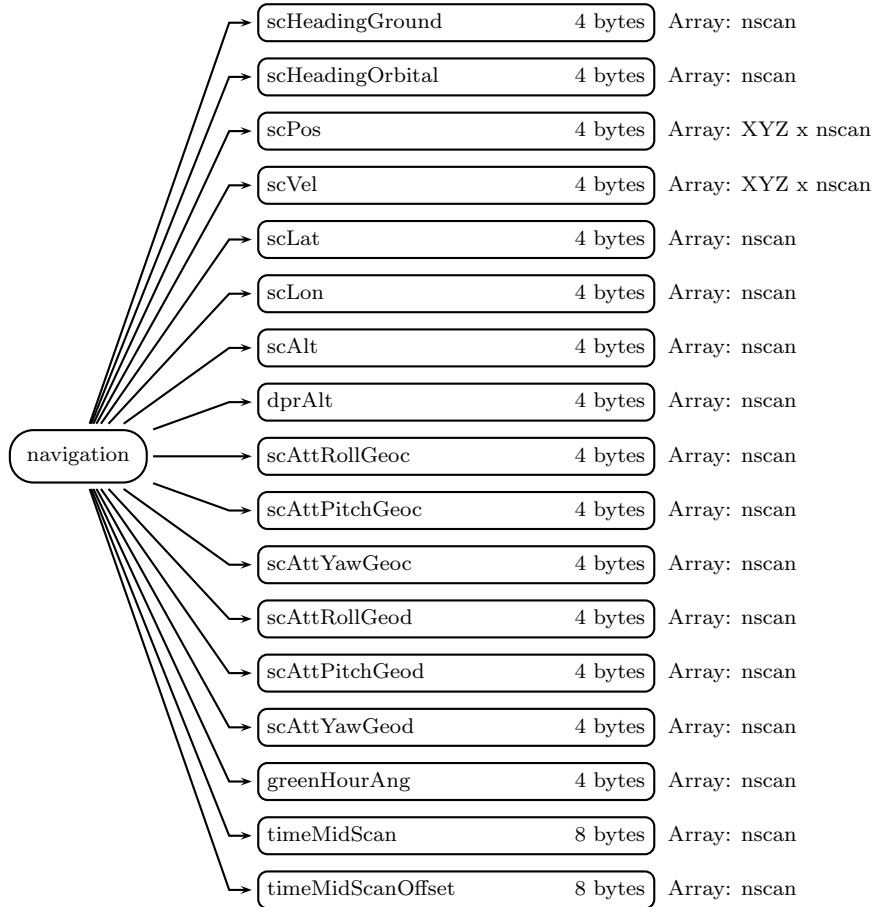 scHeadingGround 4 bytes Array: nscan
scHeadingOrbital 4 bytes Array: nscan
scPos 4 bytes Array: XYZ x nscan
scVel 4 bytes Array: XYZ x nscan
scLat 4 bytes Array: nscan
scLon 4 bytes Array: nscan
scAlt 4 bytes Array: nscan
dprAlt 4 bytes Array: nscan
navigation
scAttRollGeoc 4 bytes Array: nscan
scAttPitchGeoc 4 bytes Array: nscan
scAttYawGeoc 4 bytes Array: nscan
scAttRollGeod 4 bytes Array: nscan
scAttPitchGeod 4 bytes Array: nscan
scAttYawGeod 4 bytes Array: nscan
greenHourAng 4 bytes Array: nscan
timeMidScan 8 bytes Array: nscan
timeMidScanOffset 8 bytes Array: nscan